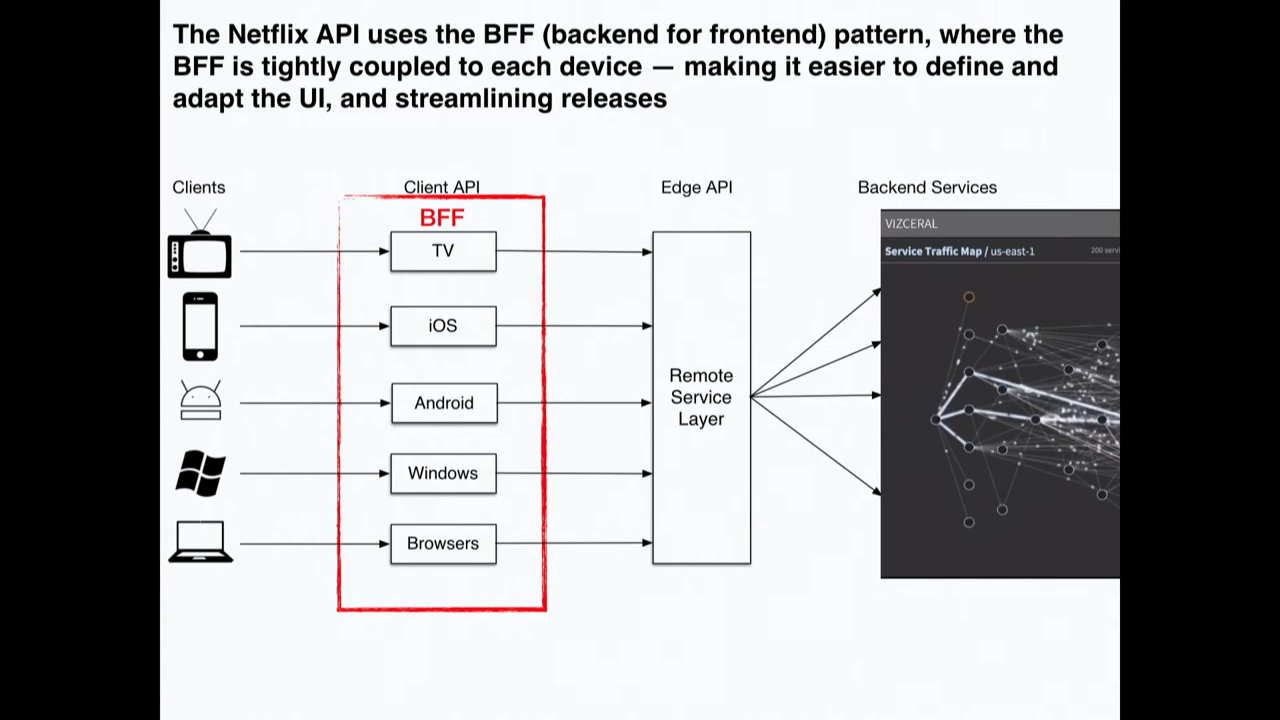 The Netflix API uses the BFF (backend for frontend) pattern, where the
BFF is tightly coupled to each device — making it easier to define and
adapt the UI, and streamlining releases
Clients
Client API
Edge API
Backend Services
BFF
TV
iOS
Android
Windows
Browsers
Remote
Service
Layer
VIZCERAL
Service Traffic Map / us-east-1
200